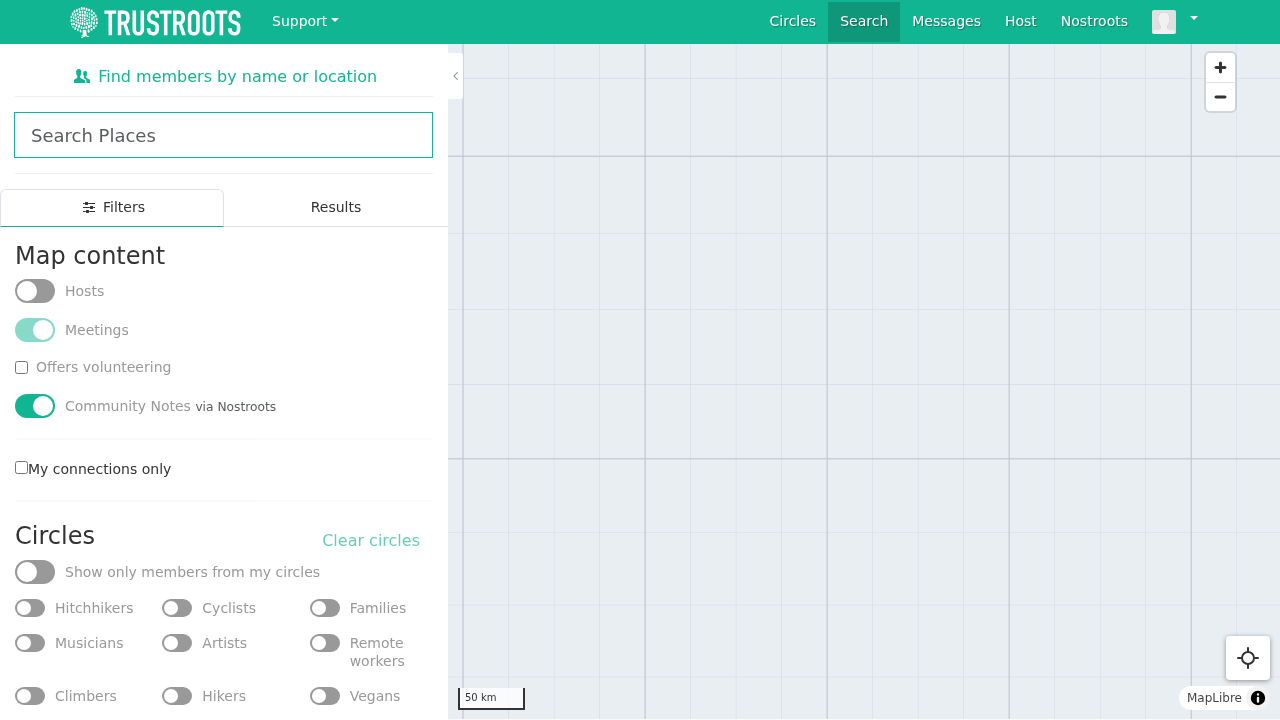 TRUSTROOTS
Support
Circles
Search
Messages
Host
Nostroots
Find members by name or location
Search Places
Filters
Results
Map content
Hosts
Meetings
Offers volunteering
Community Notes via Nostroots
My connections only
Circles
Clear circles
Show only members from my circles
Hitchhikers
Cyclists
Families
Musicians
Artists
Remote
workers
Climbers
Hikers
Vegans
50 km
MapLibre